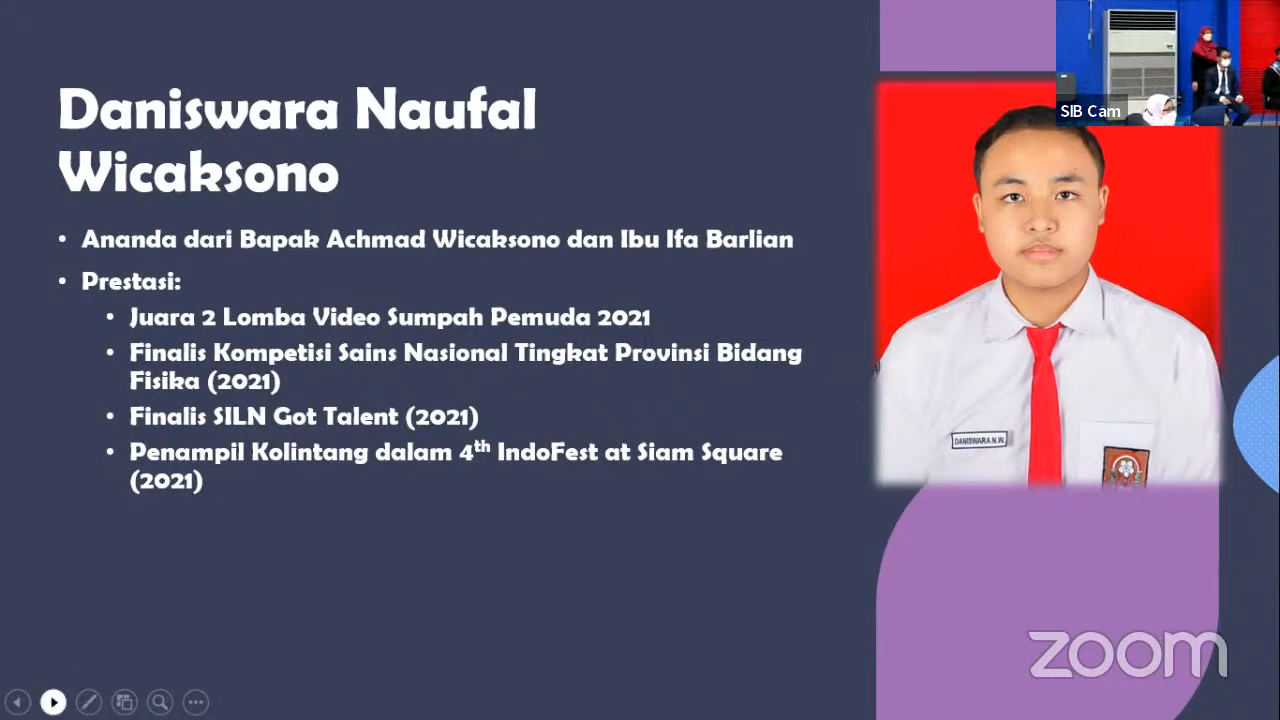 SIB Cam
Daniswara Naufal
Wicaksono
• Ananda dari Bapak Achmad Wicaksono dan Ibu Ifa Barlian
• Prestasi:
• Juara 2 Lomba Video Sumpah Pemuda 2021
• Finalis Kompetisi Sains Nasional Tingkat Provinsi Bidang
Fisika (2021)
• Finalis SILN Got Talent (2021)
• Penampil Kolintang dalam 4th IndoFest at Siam Square
(2021)
DANISWARA N.W.
zoom